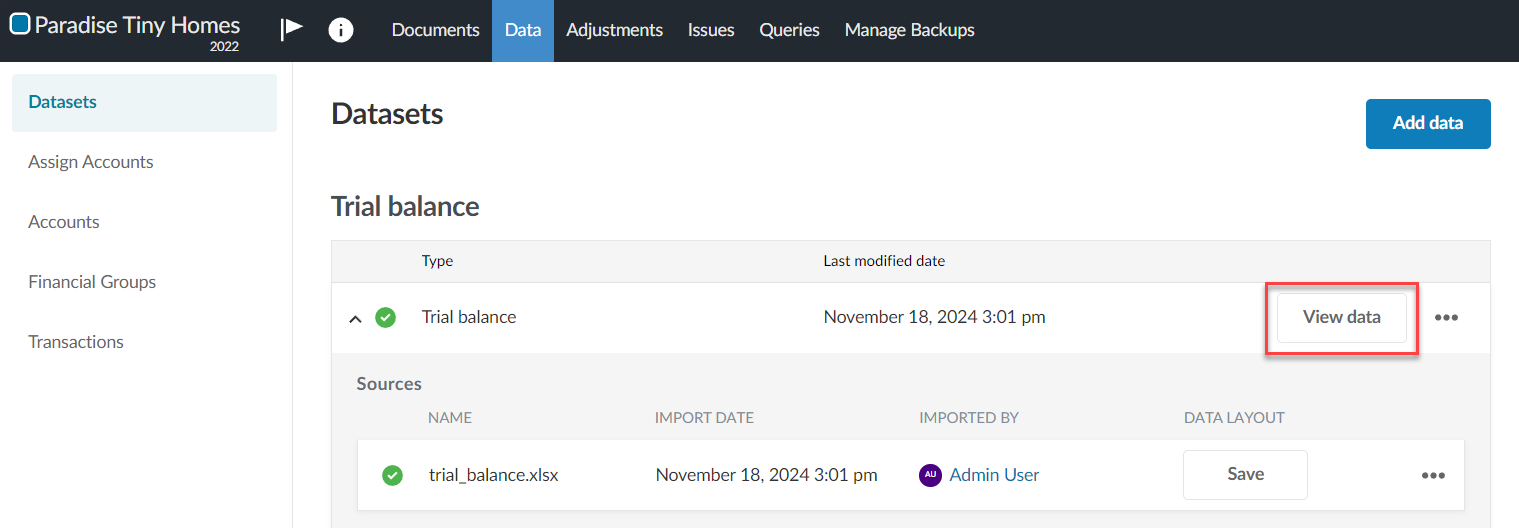 Paradise Tiny Homes
2022
Documents Data Adjustments Issues Queries Manage Backups
Datasets
Assign Accounts
Accounts
Financial Groups
Transactions
Datasets
Add data
Trial balance
Type Last modified date
Trial balance November 18, 2024 3:01 pm View data
Sources
NAME IMPORT DATE IMPORTED BY DATA LAYOUT
trial_balance.xlsx November 18, 2024 3:01 pm AU Admin User Save